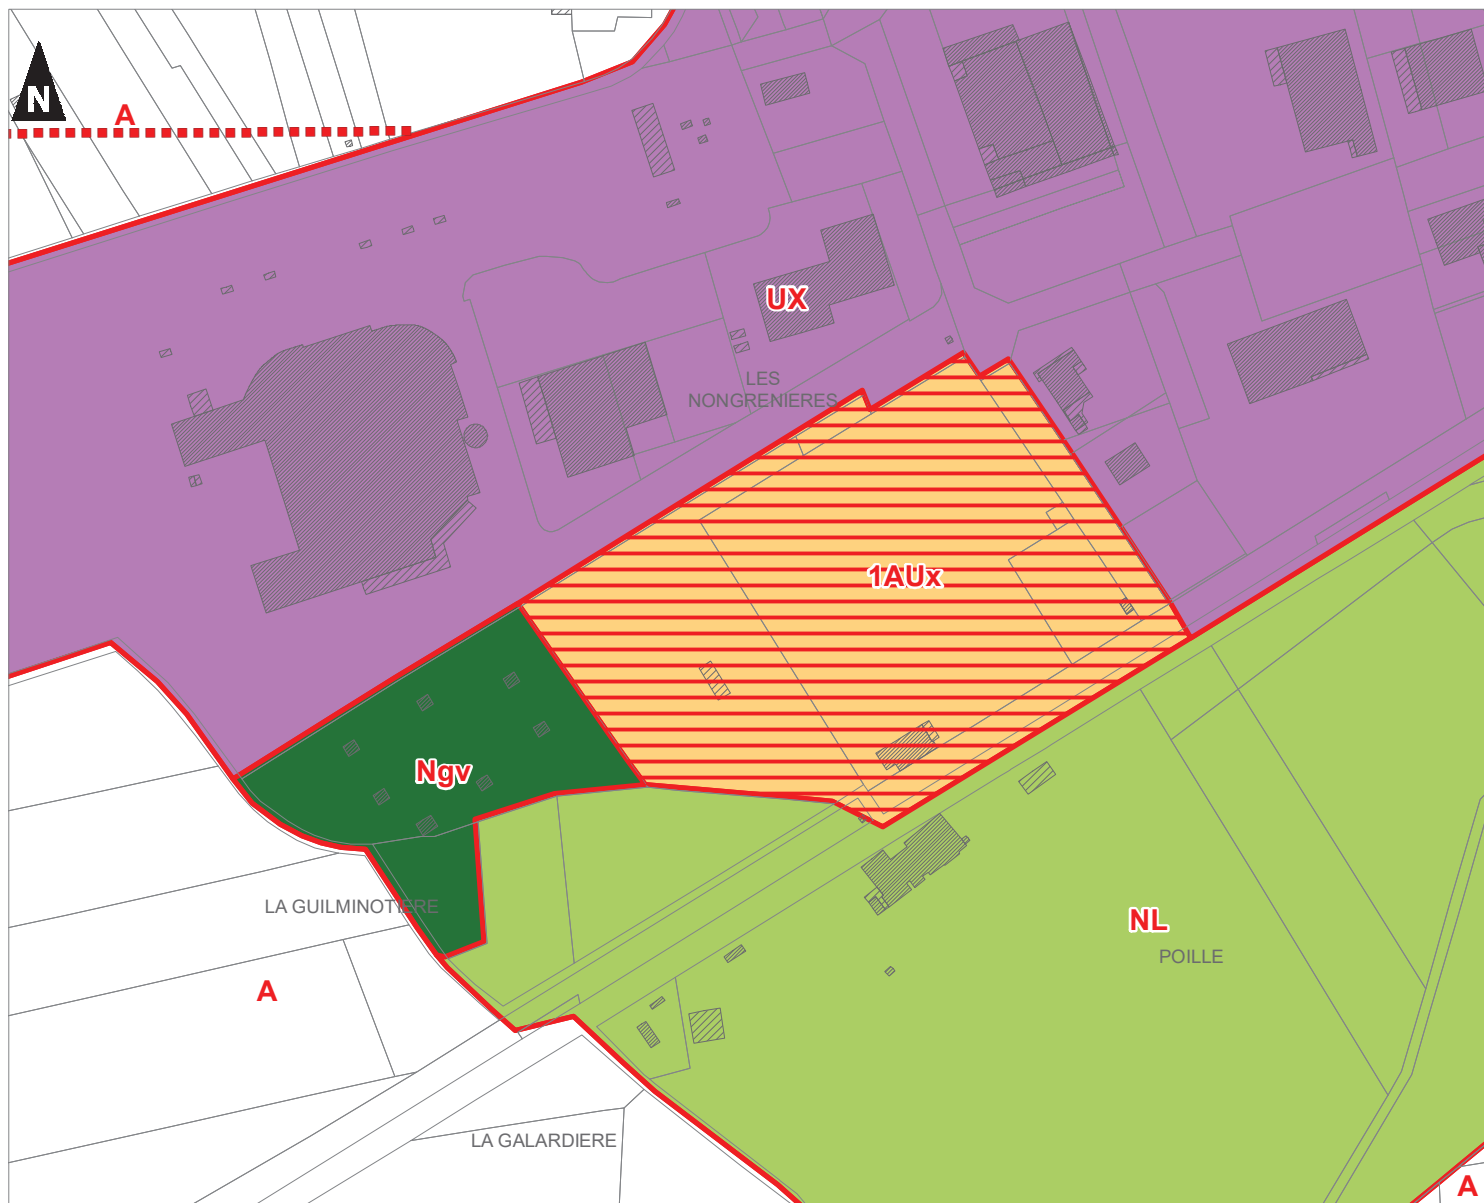 N
A
UX
LES
NONGRENIERES
1AUx
Ngv
LA GUILMINOTIERE
NL
POILLE
A
LA GALARDIERE
A